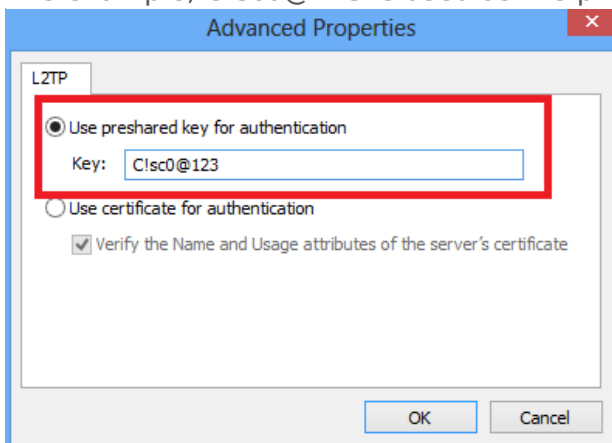 Advanced Properties
L2TP
Use preshared key for authentication
Key: C!sc0@123
Use certificate for authentication
Verify the Name and Usage attributes of the server's certificate
OK Cancel